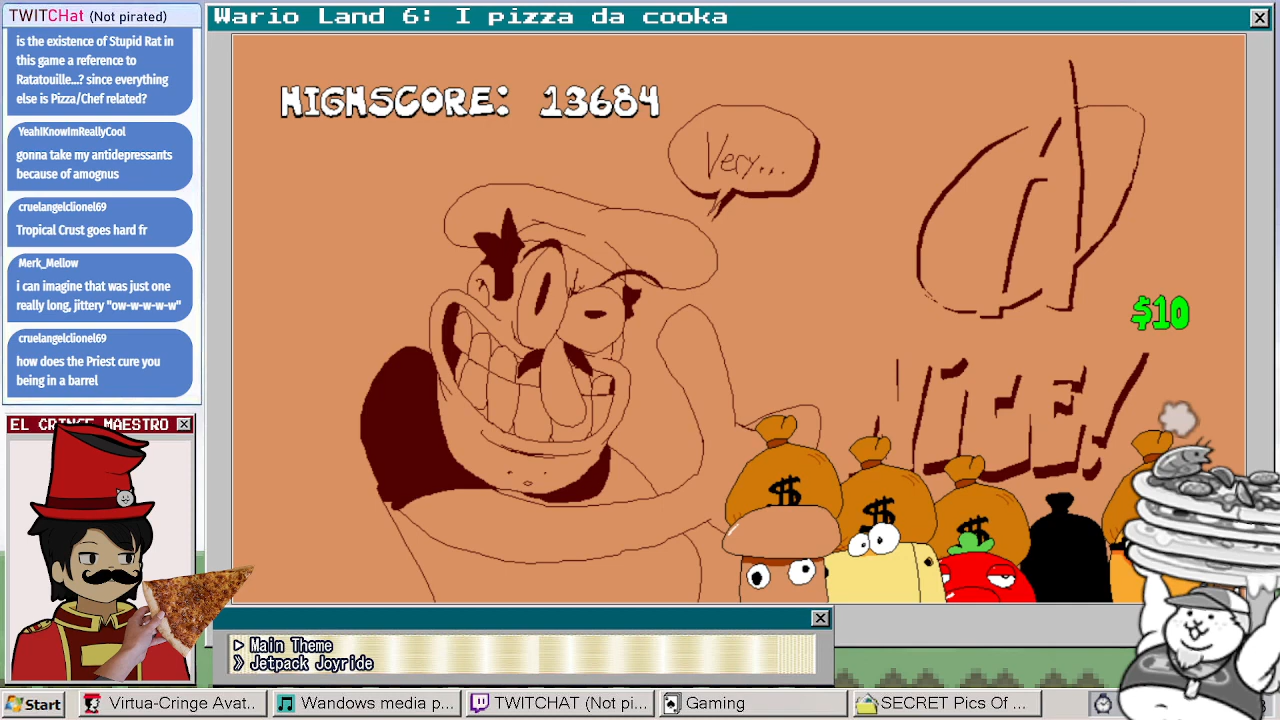 TWITCHat (Not pirated)
Wario Land 6: I pizza da cooka
is the existence of Stupid Rat in
this game a reference to
Ratatouille...? since everything
else is Pizza/Chef related?
YeahIKnowImReallyCool
gonna take my antidepressants
because of amognus
cruelangelclionel69
Tropical Crust goes hard fr
Merk_Mellow
i can imagine that was just one
really long, jittery "ow-w-w-w-w"
cruelangelclionel69
how does the Priest cure you
being in a barrel
HIGHSCORE: 13684
Very...
$10
NICE!
$ $ $
EL CRINGE MAESTRO
Main Theme
Jetpack Joyride
Start
Virtua-Cringe Avat...
Wandows media p...
TWITCHAT (Not pi...
Gaming
SECRET Pics Of ...